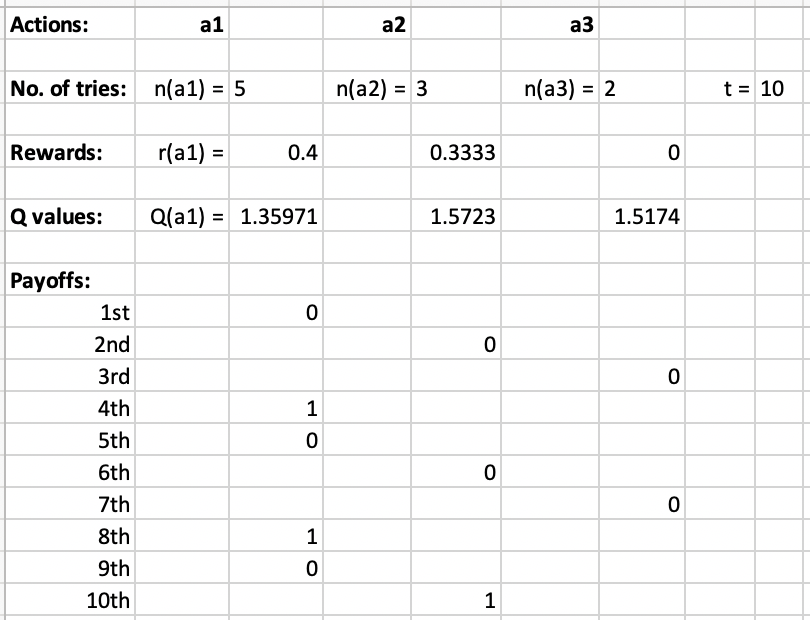 Actions: a1 a2 a3
No. of tries: n(a1) = 5 n(a2) = 3 n(a3) = 2 t = 10
Rewards: r(a1) = 0.4 0.3333 0
Q values: Q(a1) = 1.35971 1.5723 1.5174
Payoffs:
1st 0
2nd 0
3rd 0
4th 1
5th 0
6th 0
7th 0
8th 1
9th 0
10th 1